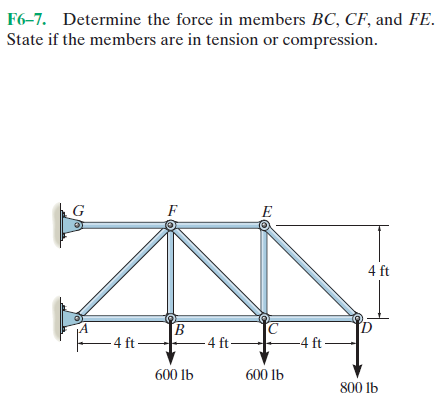 F6–7. Determine the force in members BC, CF, and FE.
State if the members are in tension or compression.
G
F
E
4 ft
A
B
C
D
4 ft
4 ft
4 ft
600 lb
600 lb
800 lb